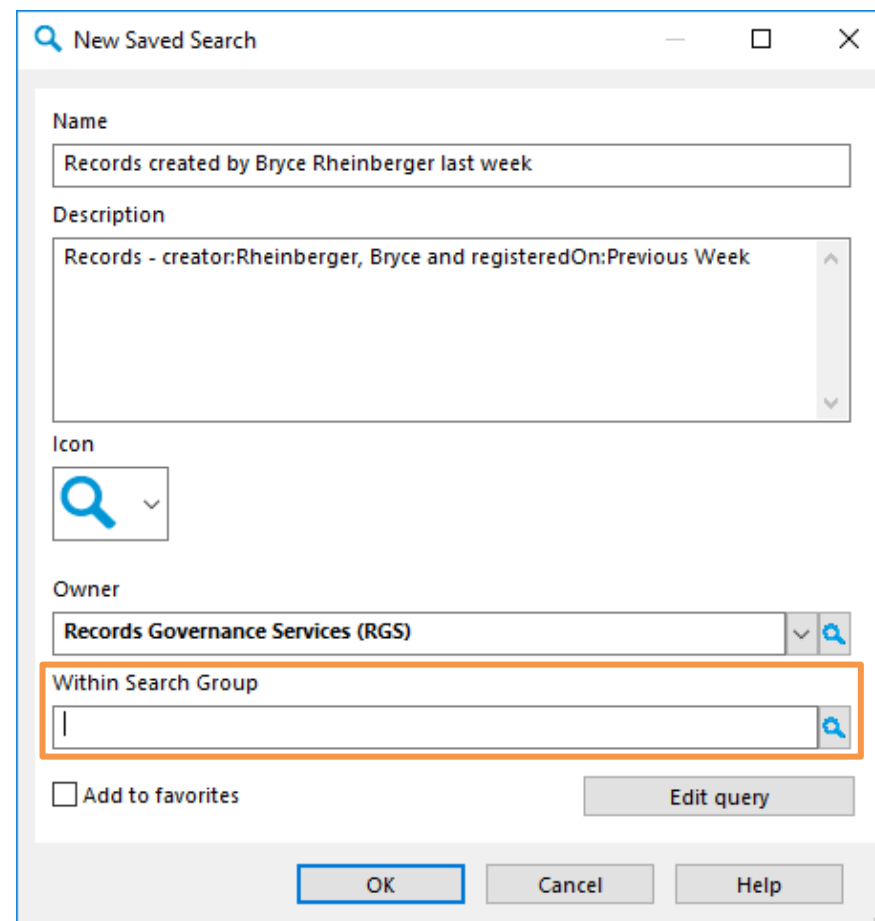 New Saved Search
Name
Records created by Bryce Rheinberger last week
Description
Records - creator:Rheinberger, Bryce and registeredOn:Previous Week
Icon
Owner
Records Governance Services (RGS)
Within Search Group
Add to favorites
Edit query
OK
Cancel
Help